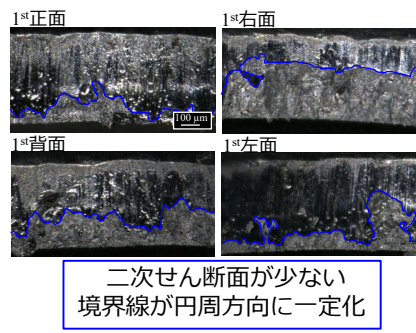 1st正面
1st右面
100 μm
1st背面
1st左面
二次せん断面が少ない
境界線が円周方向に一定化